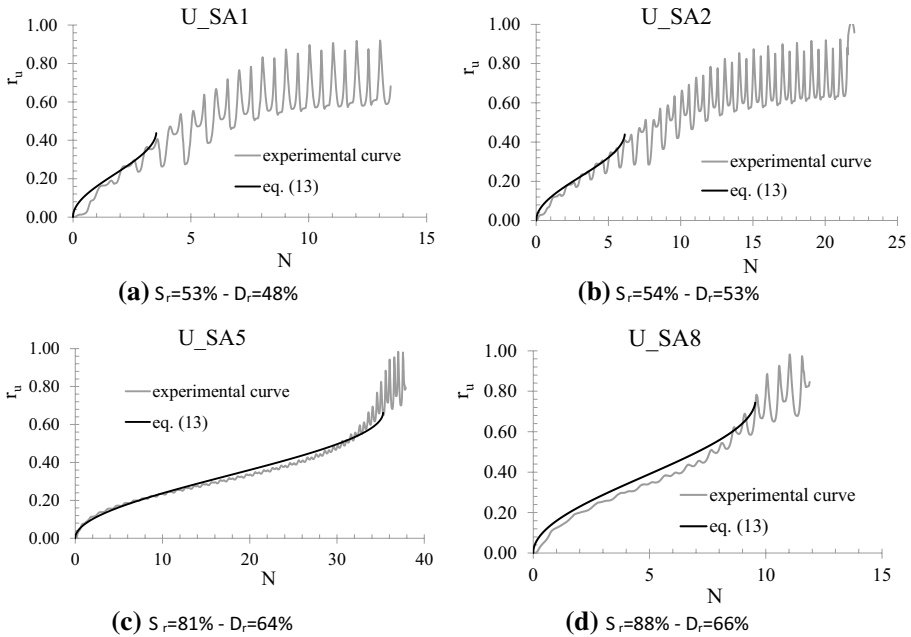 U_SA1
1.00
0.80
0.60
0.40
0.20
0.00
r_u
experimental curve
eq. (13)
0 5 10 15
N
(a) S_r=53% - D_r=48%
U_SA2
1.00
0.80
0.60
0.40
0.20
0.00
r_u
experimental curve
eq. (13)
0 5 10 15 20 25
N
(b) S_r=54% - D_r=53%
U_SA5
1.00
0.80
0.60
0.40
0.20
0.00
r_u
experimental curve
eq. (13)
0 10 20 30 40
N
(c) S_r=81% - D_r=64%
U_SA8
1.00
0.80
0.60
0.40
0.20
0.00
r_u
experimental curve
eq. (13)
0 5 10 15
N
(d) S_r=88% - D_r=66%